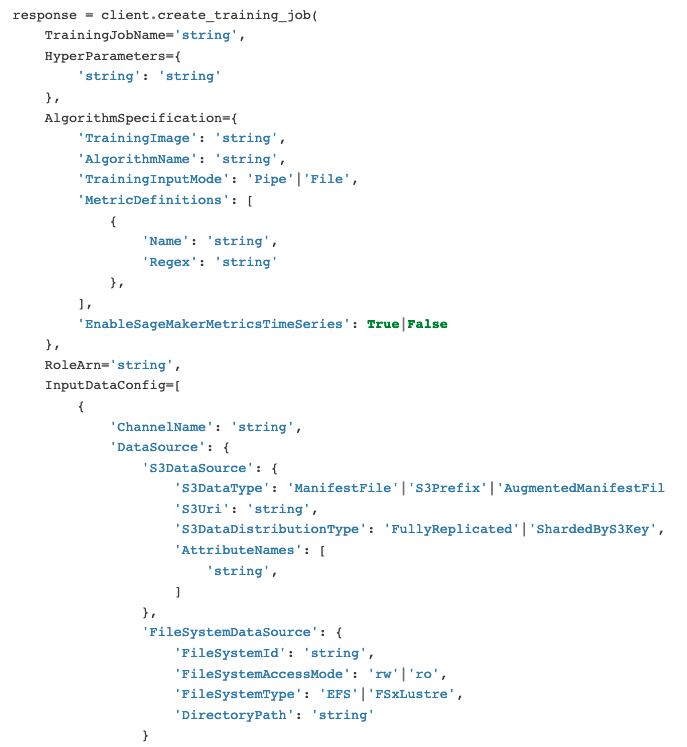 response = client.create_training_job(
    TrainingJobName='string',
    HyperParameters={
        'string': 'string'
    },
    AlgorithmSpecification={
        'TrainingImage': 'string',
        'AlgorithmName': 'string',
        'TrainingInputMode': 'Pipe'|'File',
        'MetricDefinitions': [
            {
                'Name': 'string',
                'Regex': 'string'
            },
        ],
        'EnableSageMakerMetricsTimeSeries': True|False
    },
    RoleArn='string',
    InputDataConfig=[
        {
            'ChannelName': 'string',
            'DataSource': {
                'S3DataSource': {
                    'S3DataType': 'ManifestFile'|'S3Prefix'|'AugmentedManifestFil
                    'S3Uri': 'string',
                    'S3DataDistributionType': 'FullyReplicated'|'ShardedByS3Key',
                    'AttributeNames': [
                        'string',
                    ]
                },
                'FileSystemDataSource': {
                    'FileSystemId': 'string',
                    'FileSystemAccessMode': 'rw'|'ro',
                    'FileSystemType': 'EFS'|'FSxLustre',
                    'DirectoryPath': 'string'
                }